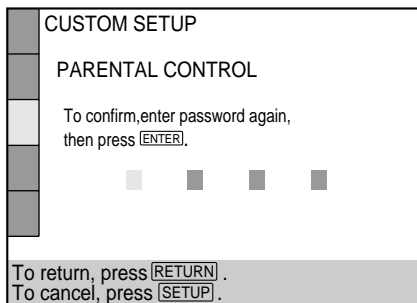 CUSTOM SETUP
PARENTAL CONTROL
To confirm,enter password again,
then press ENTER.
To return, press RETURN .
To cancel, press SETUP .